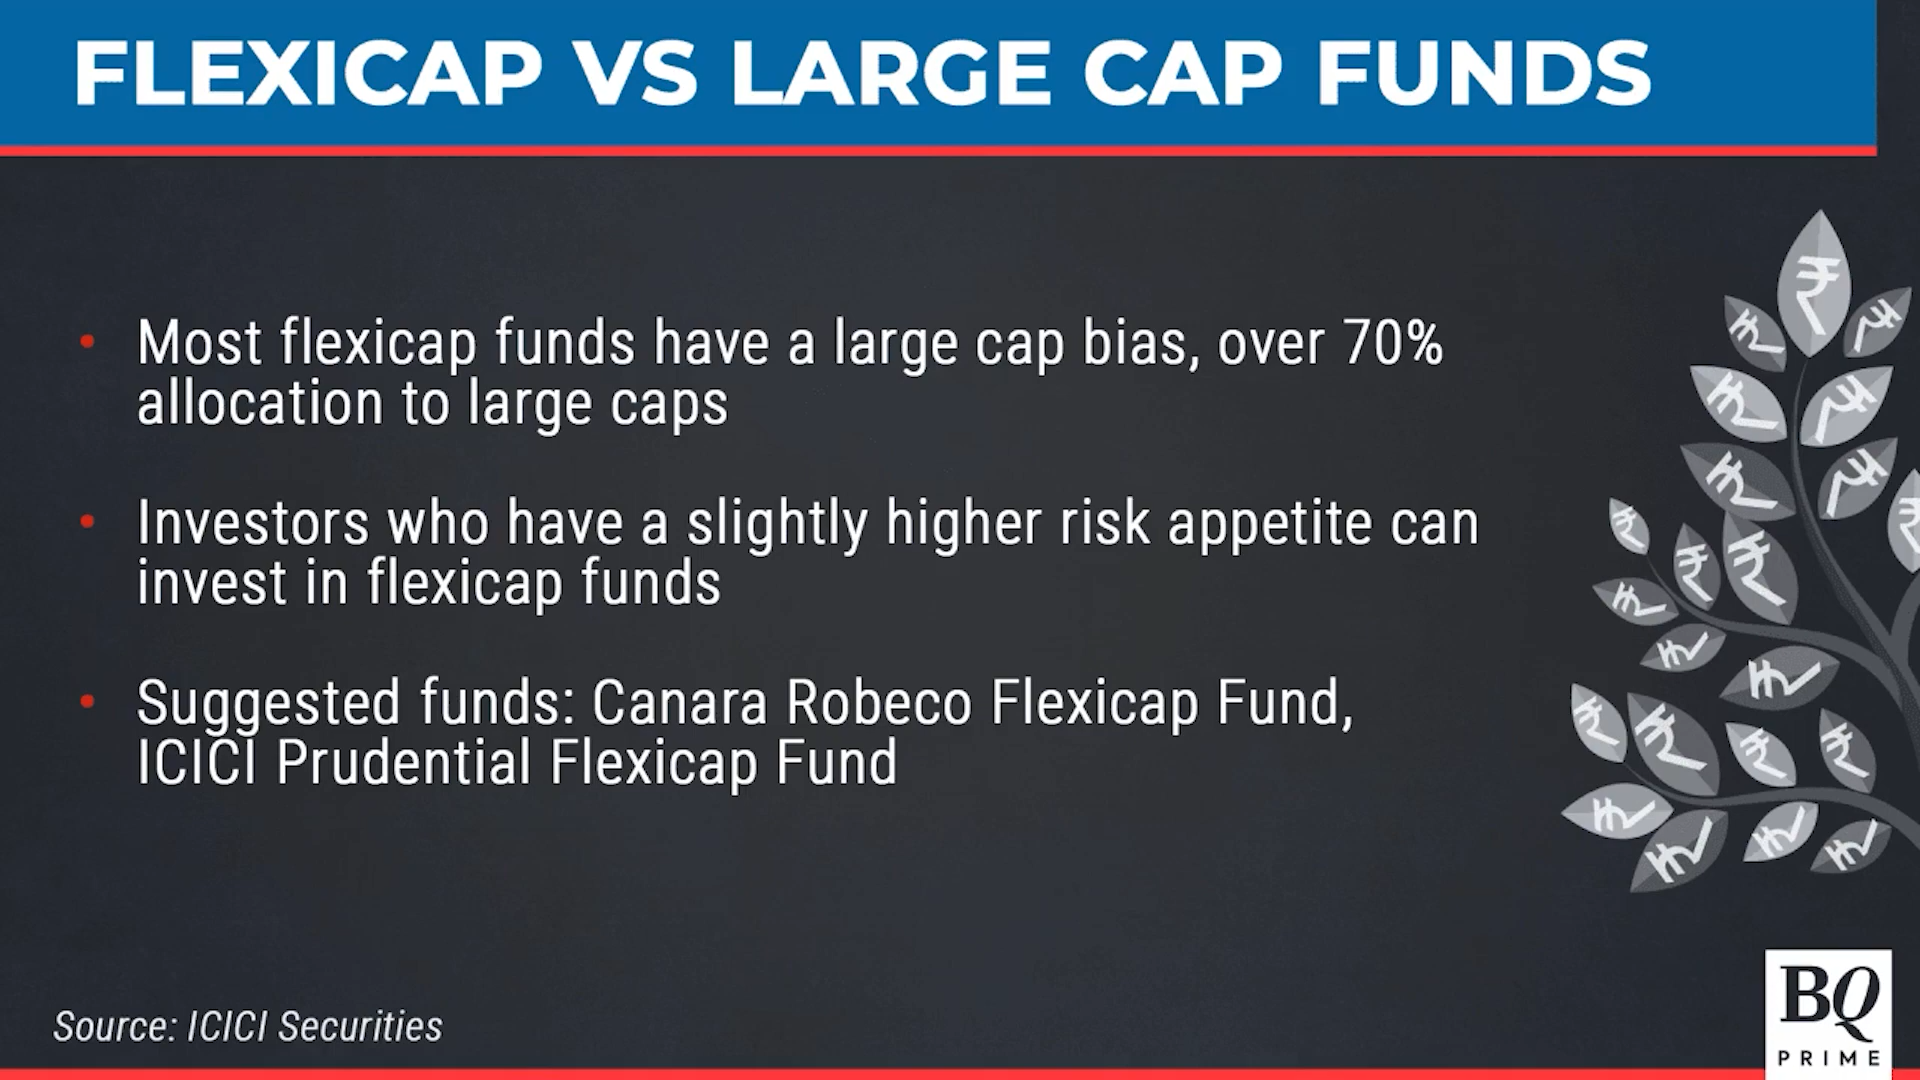 FLEXICAP VS LARGE CAP FUNDS
• Most flexicap funds have a large cap bias, over 70%
allocation to large caps
• Investors who have a slightly higher risk appetite can
invest in flexicap funds
• Suggested funds: Canara Robeco Flexicap Fund,
ICICI Prudential Flexicap Fund
Source: ICICI Securities
BQ
PRIME